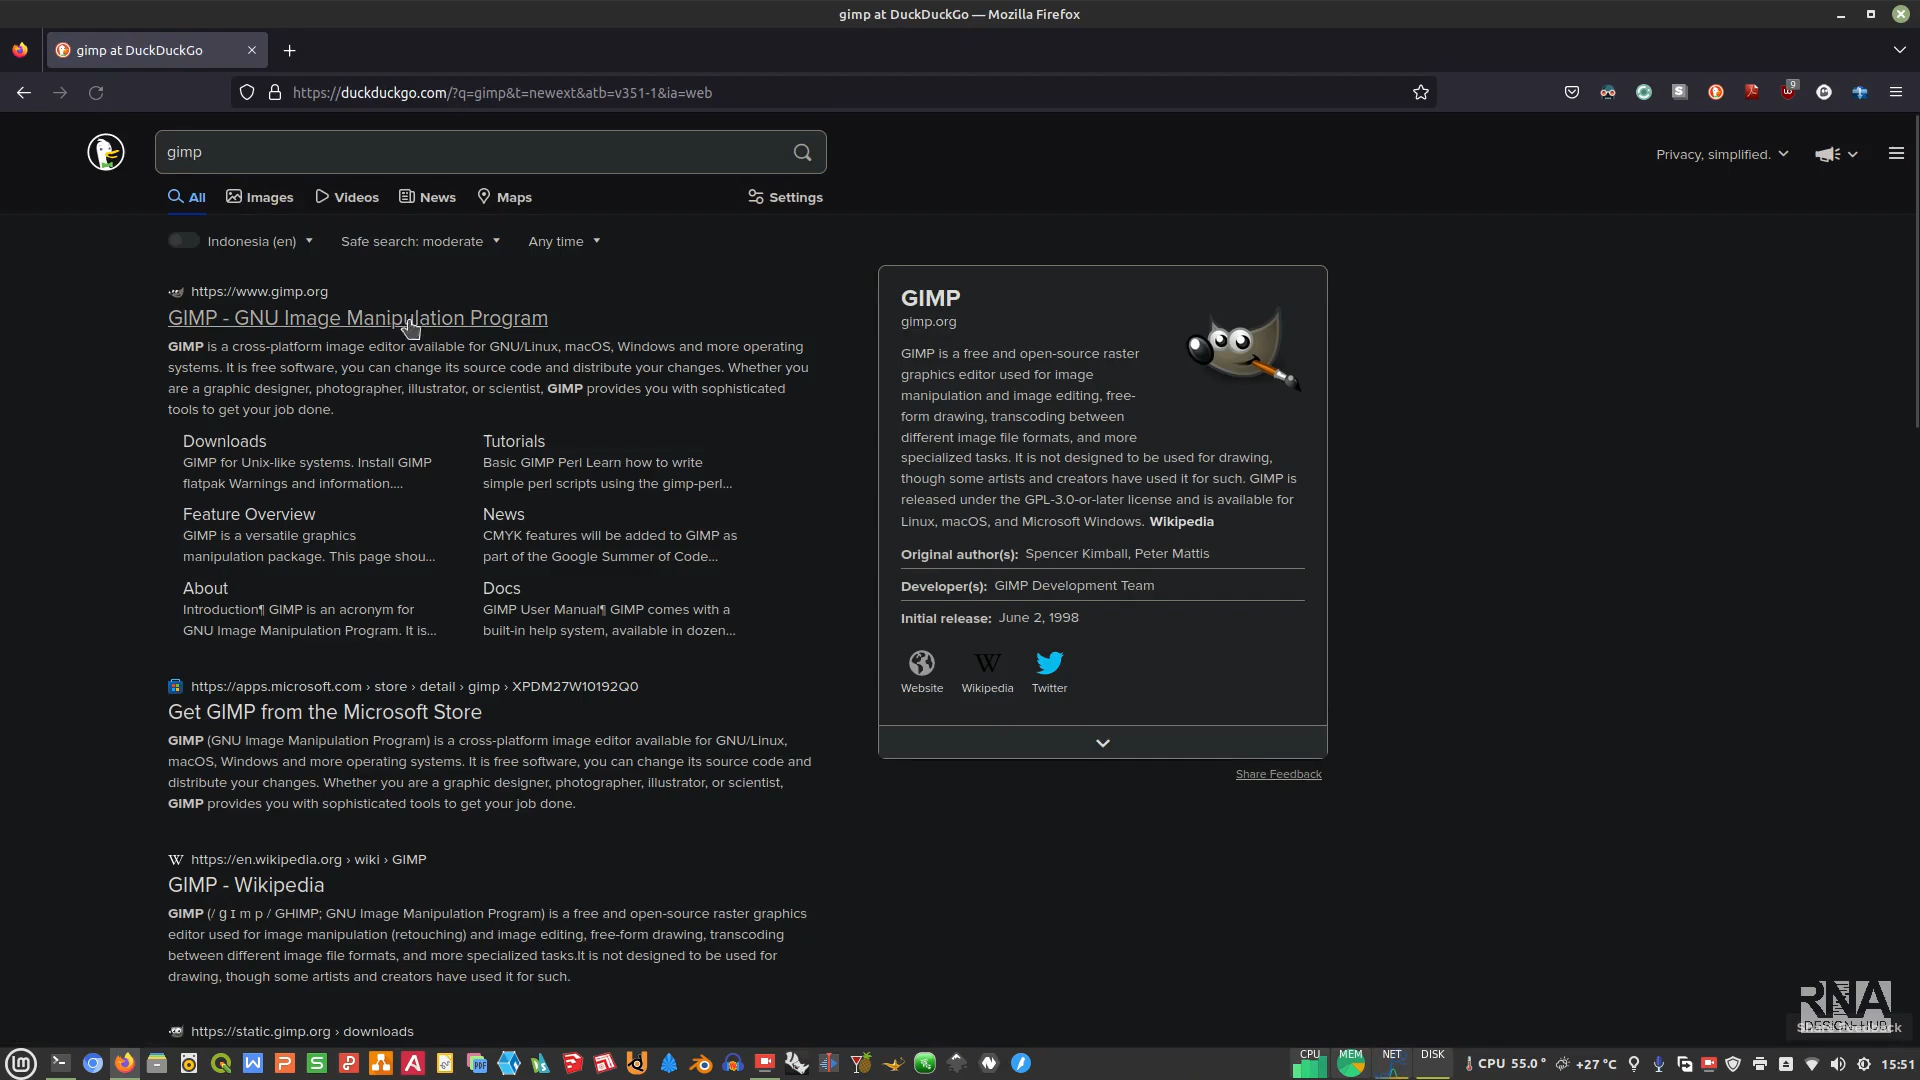 gimp at DuckDuckGo — Mozilla Firefox
gimp at DuckDuckGo
https://duckduckgo.com/?q=gimp&t=newext&atb=v351-1&ia=web
9
gimp
Privacy, simplified.
All
Images
Videos
News
Maps
Settings
Indonesia (en)
Safe search: moderate
Any time
https://www.gimp.org
GIMP - GNU Image Manipulation Program
GIMP is a cross-platform image editor available for GNU/Linux, macOS, Windows and more operating
systems. It is free software, you can change its source code and distribute your changes. Whether you
are a graphic designer, photographer, illustrator, or scientist, GIMP provides you with sophisticated
tools to get your job done.
Downloads
GIMP for Unix-like systems. Install GIMP
flatpak Warnings and information....
Tutorials
Basic GIMP Perl Learn how to write
simple perl scripts using the gimp-perl...
Feature Overview
GIMP is a versatile graphics
manipulation package. This page shou...
News
CMYK features will be added to GIMP as
part of the Google Summer of Code...
About
Introduction¶ GIMP is an acronym for
GNU Image Manipulation Program. It is...
Docs
GIMP User Manual¶ GIMP comes with a
built-in help system, available in dozen...
https://apps.microsoft.com › store › detail › gimp › XPDM27W10192Q0
Get GIMP from the Microsoft Store
GIMP (GNU Image Manipulation Program) is a cross-platform image editor available for GNU/Linux,
macOS, Windows and more operating systems. It is free software, you can change its source code and
distribute your changes. Whether you are a graphic designer, photographer, illustrator, or scientist,
GIMP provides you with sophisticated tools to get your job done.
https://en.wikipedia.org › wiki › GIMP
GIMP - Wikipedia
GIMP (/ ɡ ɪ m p / GHIMP; GNU Image Manipulation Program) is a free and open-source raster graphics
editor used for image manipulation (retouching) and image editing, free-form drawing, transcoding
between different image file formats, and more specialized tasks.It is not designed to be used for
drawing, though some artists and creators have used it for such.
https://static.gimp.org › downloads
GIMP
gimp.org
GIMP is a free and open-source raster
graphics editor used for image
manipulation and image editing, free-
form drawing, transcoding between
different image file formats, and more
specialized tasks. It is not designed to be used for drawing,
though some artists and creators have used it for such. GIMP is
released under the GPL-3.0-or-later license and is available for
Linux, macOS, and Microsoft Windows. Wikipedia
Original author(s): Spencer Kimball, Peter Mattis
Developer(s): GIMP Development Team
Initial release: June 2, 1998
Website
Wikipedia
Twitter
Share Feedback
RNA
DESIGN HUB
Share Feedback
CPU
MEM
NET
DISK
CPU 55.0°
+27 °C
15:51